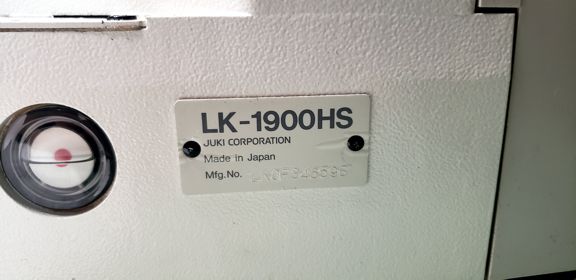 LK-1900HS
JUKI CORPORATION
Made in Japan
Mfg.No.